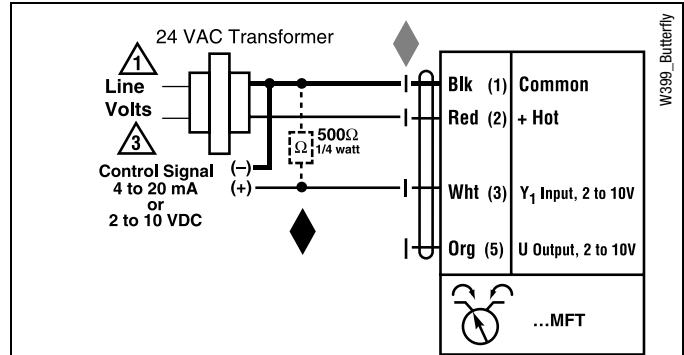 24 VAC Transformer
1
Line
Volts
3
Control Signal
4 to 20 mA
or
2 to 10 VDC
(–)
(+)
Ω
500Ω
1/4 watt
Blk (1) Common
Red (2) + Hot
Wht (3) Y1 Input, 2 to 10V
Org (5) U Output, 2 to 10V
...MFT
W399_Butterfly